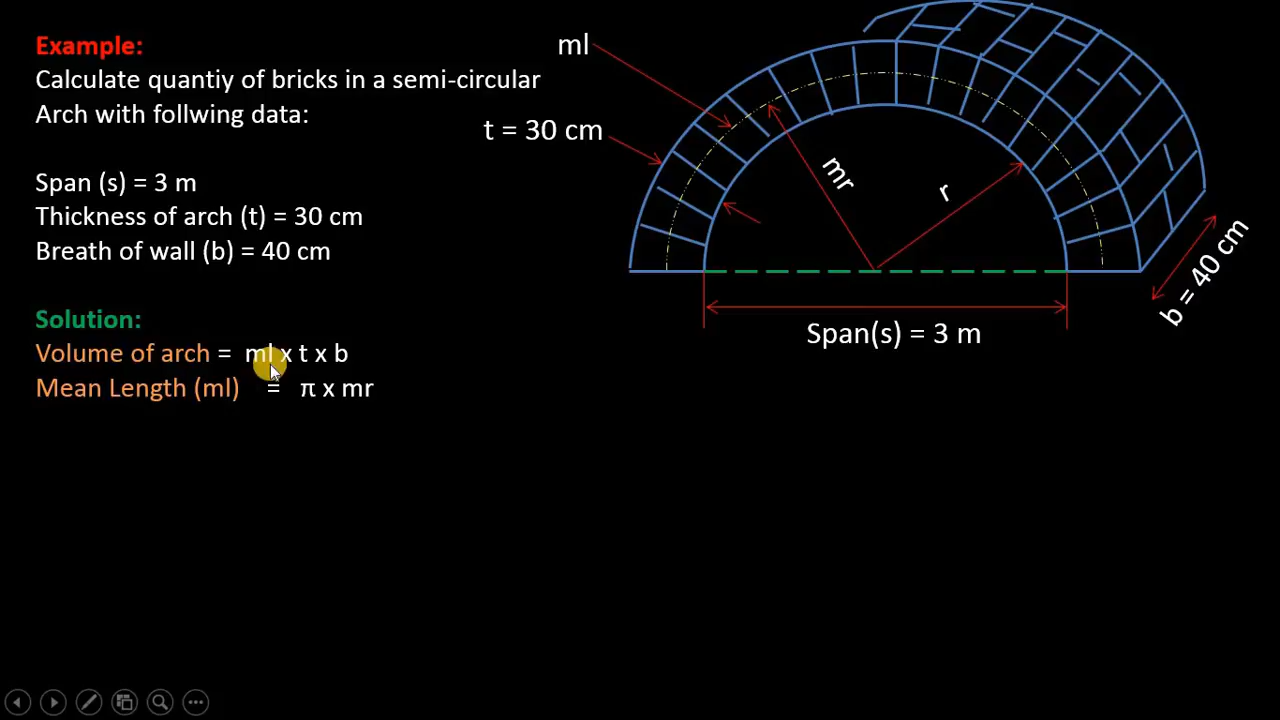 Example:
Calculate quantiy of bricks in a semi-circular
Arch with follwing data:
Span (s) = 3 m
Thickness of arch (t) = 30 cm
Breath of wall (b) = 40 cm
Solution:
Volume of arch = ml x t x b
Mean Length (ml) = π x mr
ml
t = 30 cm
mr
r
Span(s) = 3 m
b = 40 cm